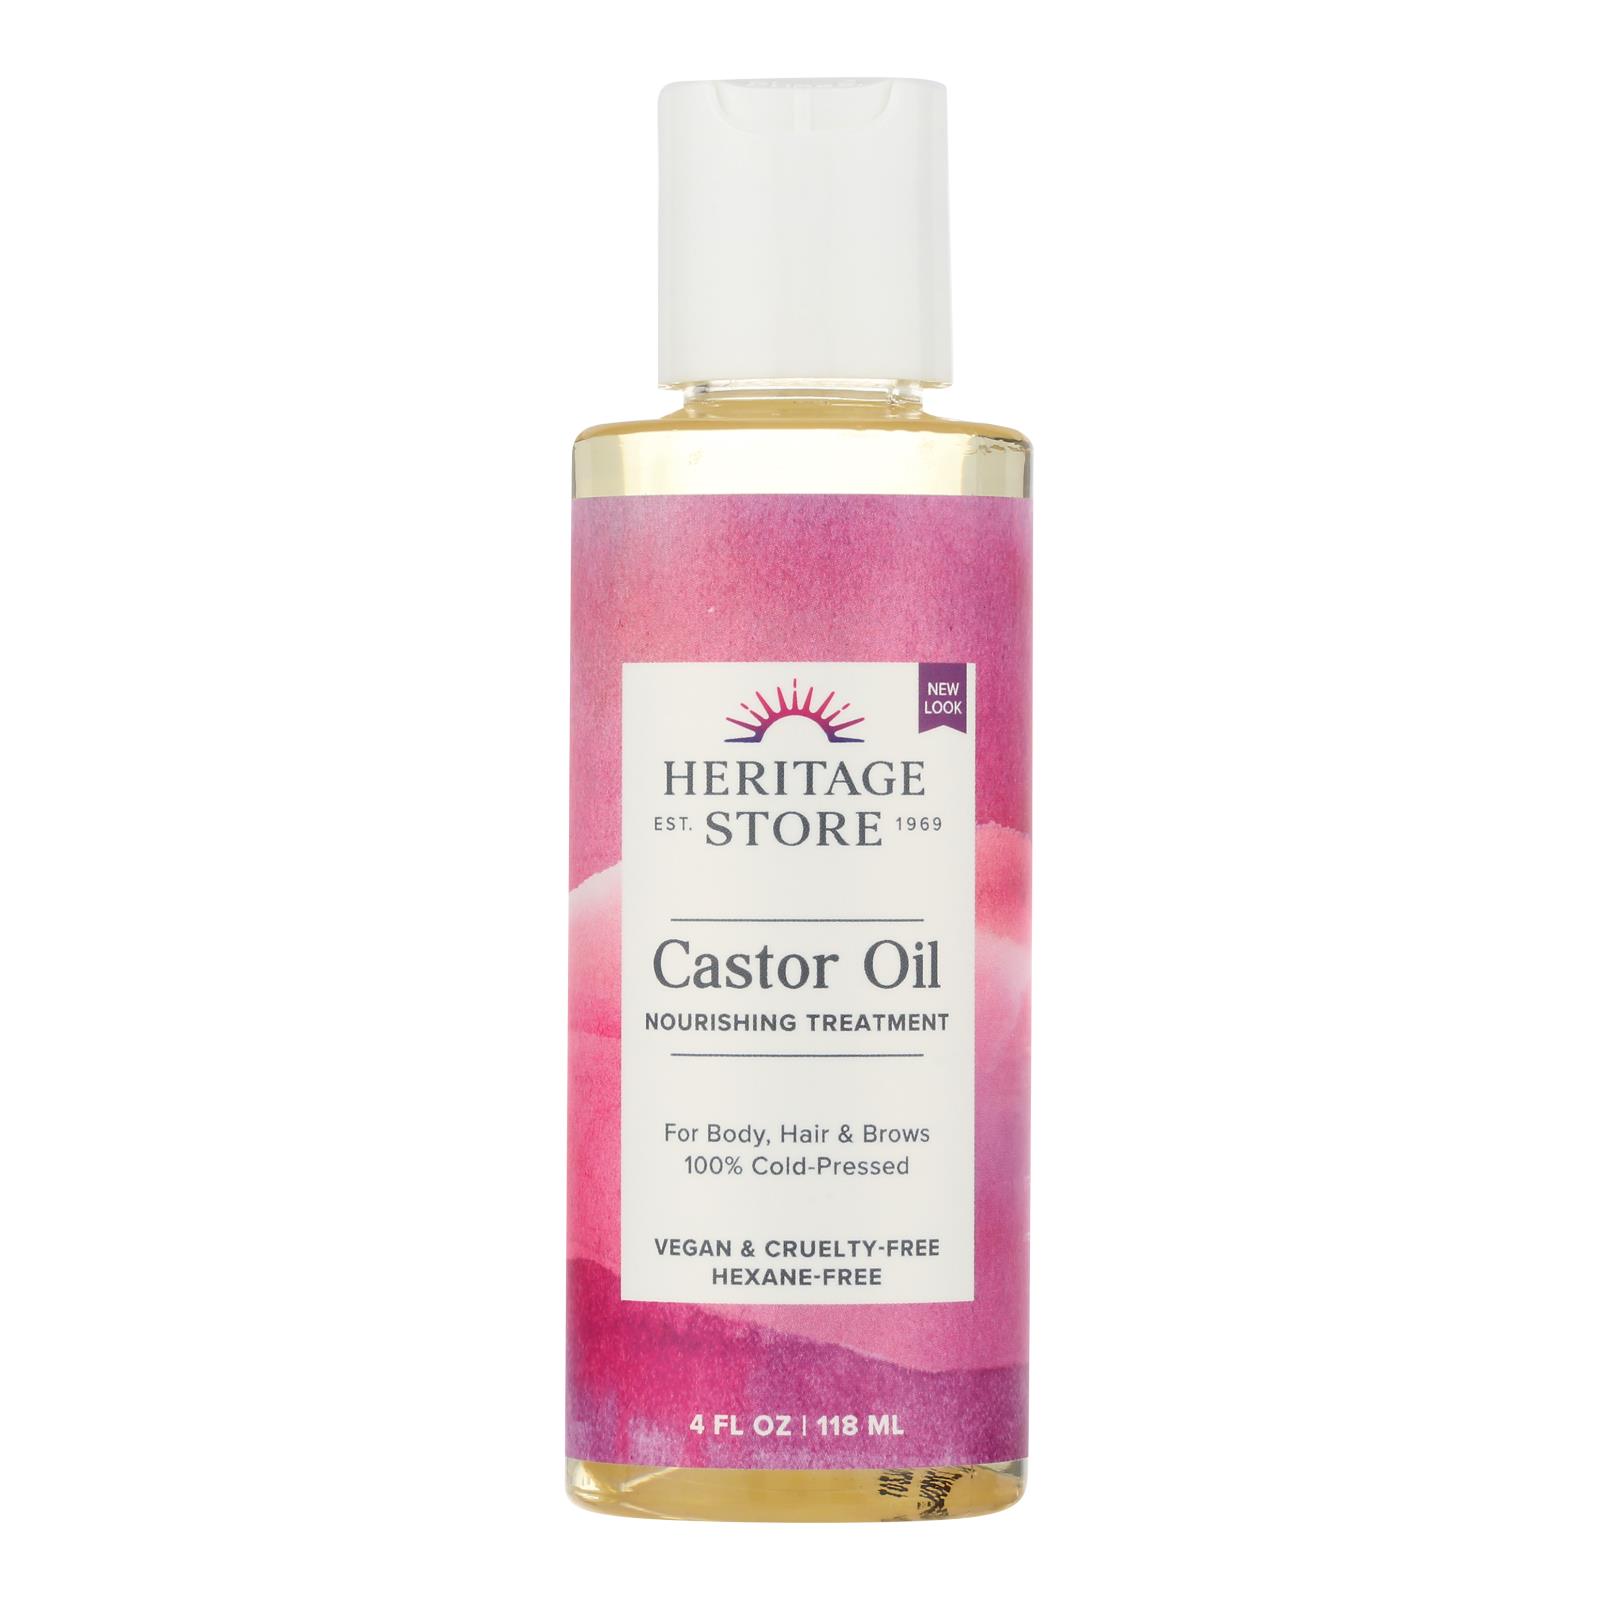 NEW
LOOK
HERITAGE
EST. STORE 1969
Castor Oil
NOURISHING TREATMENT
For Body, Hair & Brows
100% Cold-Pressed
VEGAN & CRUELTY-FREE
HEXANE-FREE
4 FL OZ | 118 ML